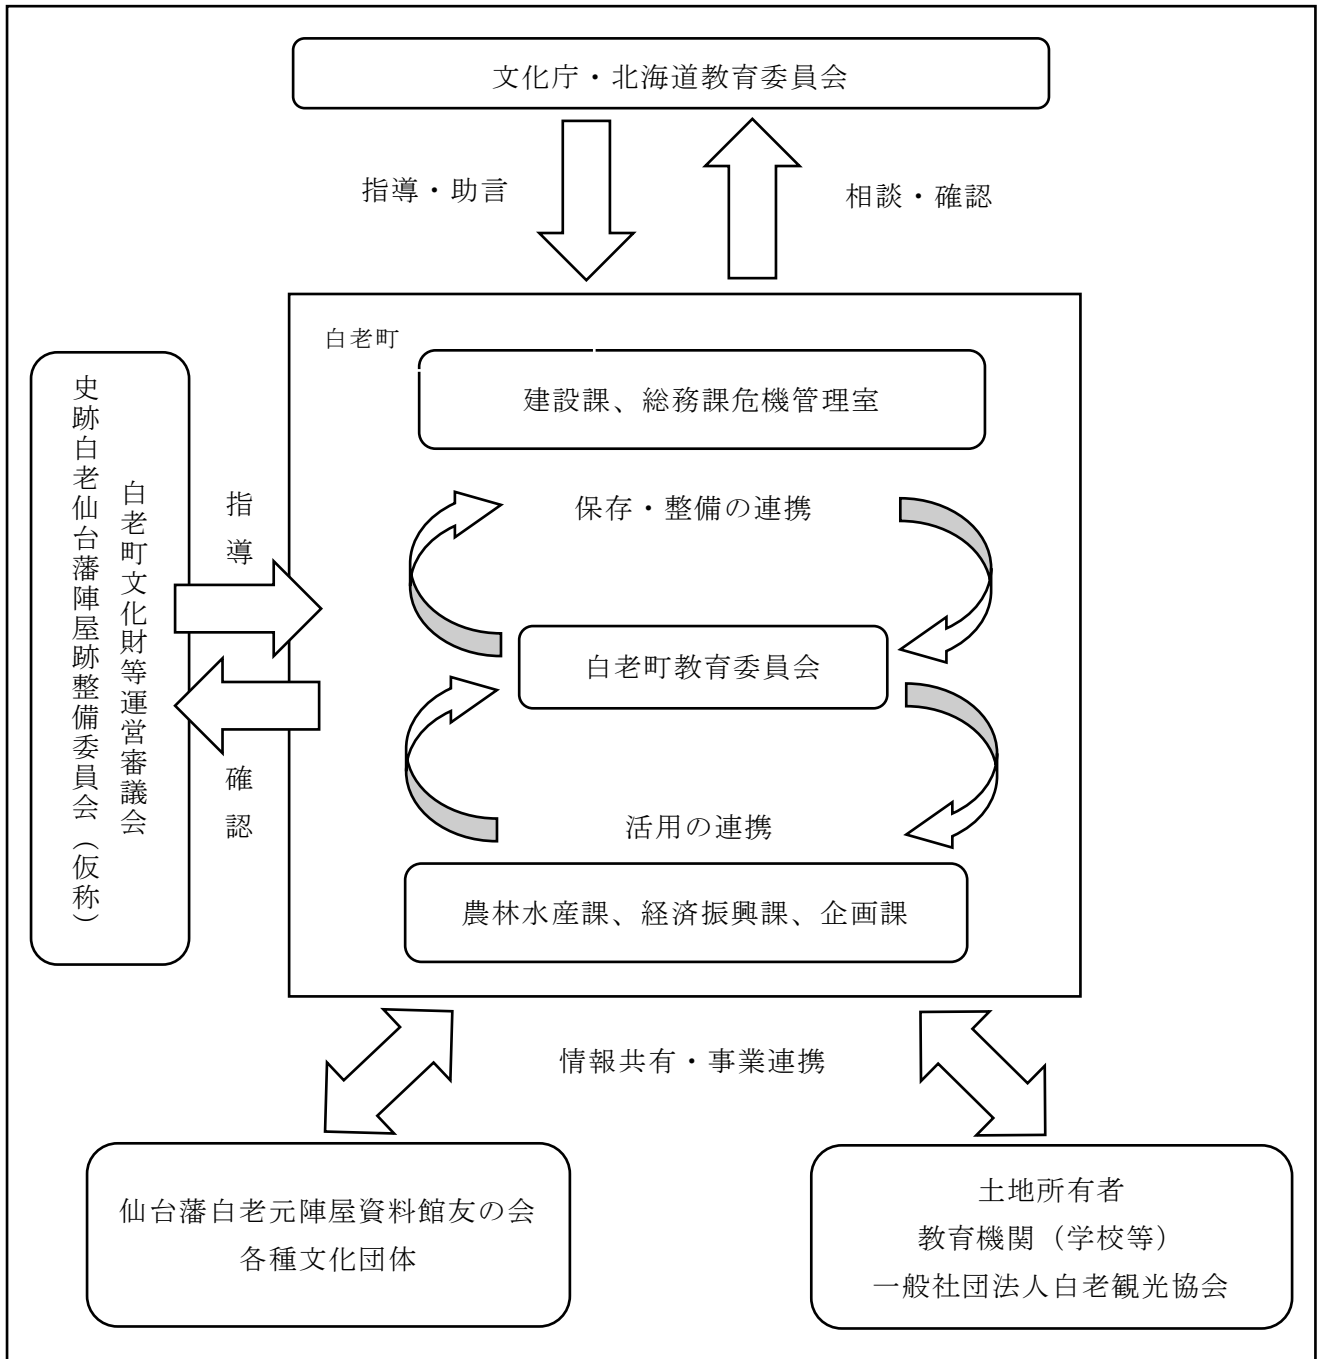 文化庁・北海道教育委員会
指導・助言
相談・確認
白老町
建設課、総務課危機管理室
保存・整備の連携
白老町教育委員会
活用の連携
農林水産課、経済振興課、企画課
白老町文化財等運営審議会
史跡白老仙台藩陣屋跡整備委員会（仮称）
指導
確認
情報共有・事業連携
仙台藩白老元陣屋資料館友の会
各種文化団体
土地所有者
教育機関（学校等）
一般社団法人白老観光協会